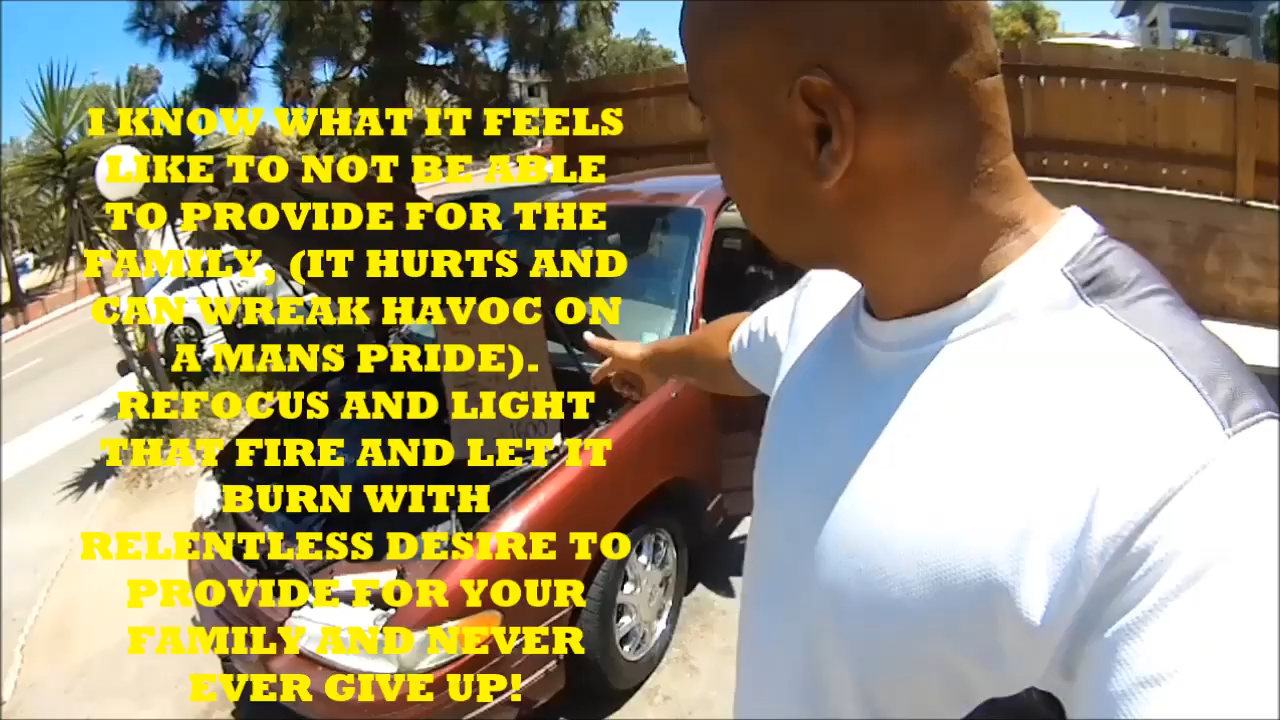 I KNOW WHAT IT FEELS
LIKE TO NOT BE ABLE
TO PROVIDE FOR THE
FAMILY, (IT HURTS AND
CAN WREAK HAVOC ON
A MANS PRIDE).
REFOCUS AND LIGHT
THAT FIRE AND LET IT
BURN WITH
RELENTLESS DESIRE TO
PROVIDE FOR YOUR
FAMILY AND NEVER
EVER GIVE UP!